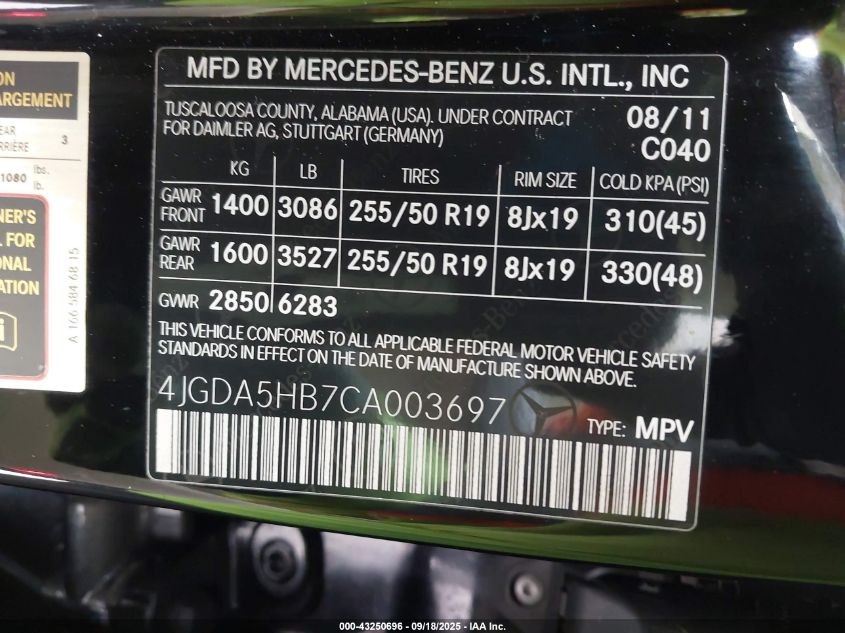 ON
ARGEMENT
EAR
RRIÈRE
3
1080 lbs.
lb.
NER'S
L FOR
ONAL
ATION
i
A 166 584 68 15
MFD BY MERCEDES-BENZ U.S. INTL., INC
TUSCALOOSA COUNTY, ALABAMA (USA). UNDER CONTRACT
FOR DAIMLER AG, STUTTGART (GERMANY)
08/11
C040
KG LB TIRES RIM SIZE COLD KPA (PSI)
GAWR FRONT 1400 3086 255/50 R19 8Jx19 310(45)
GAWR REAR 1600 3527 255/50 R19 8Jx19 330(48)
GVWR 2850 6283
THIS VEHICLE CONFORMS TO ALL APPLICABLE FEDERAL MOTOR VEHICLE SAFETY
STANDARDS IN EFFECT ON THE DATE OF MANUFACTURE SHOWN ABOVE.
4JGDA5HB7CA003697
TYPE: MPV
000-43250696 - 09/18/2025 - IAA Inc.